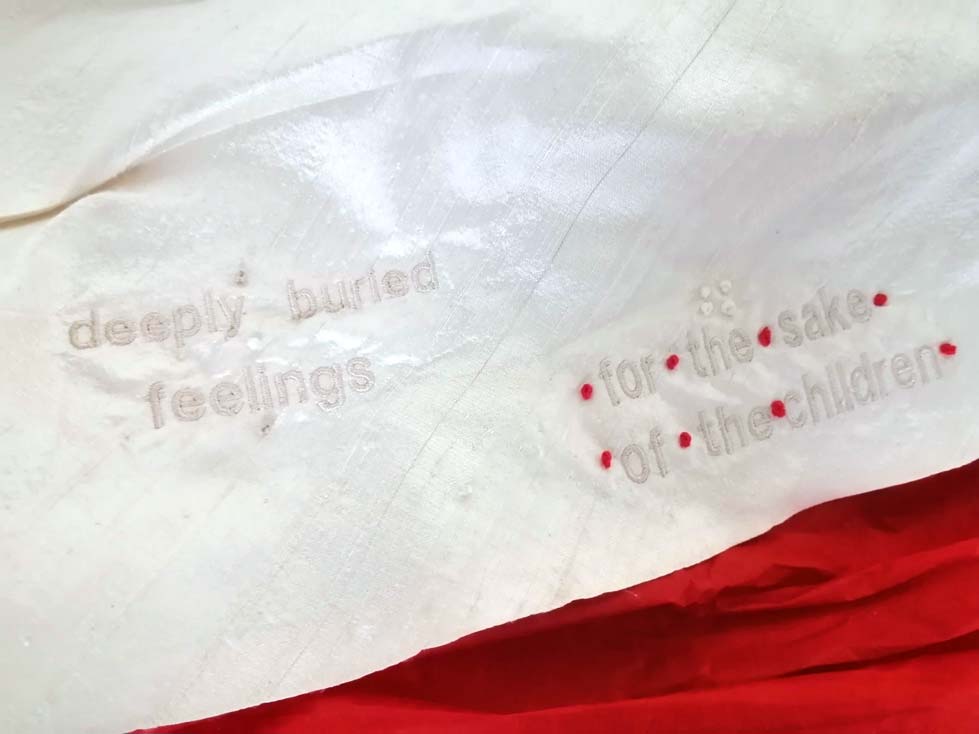 deeply buried
feelings
for the sake
of the children